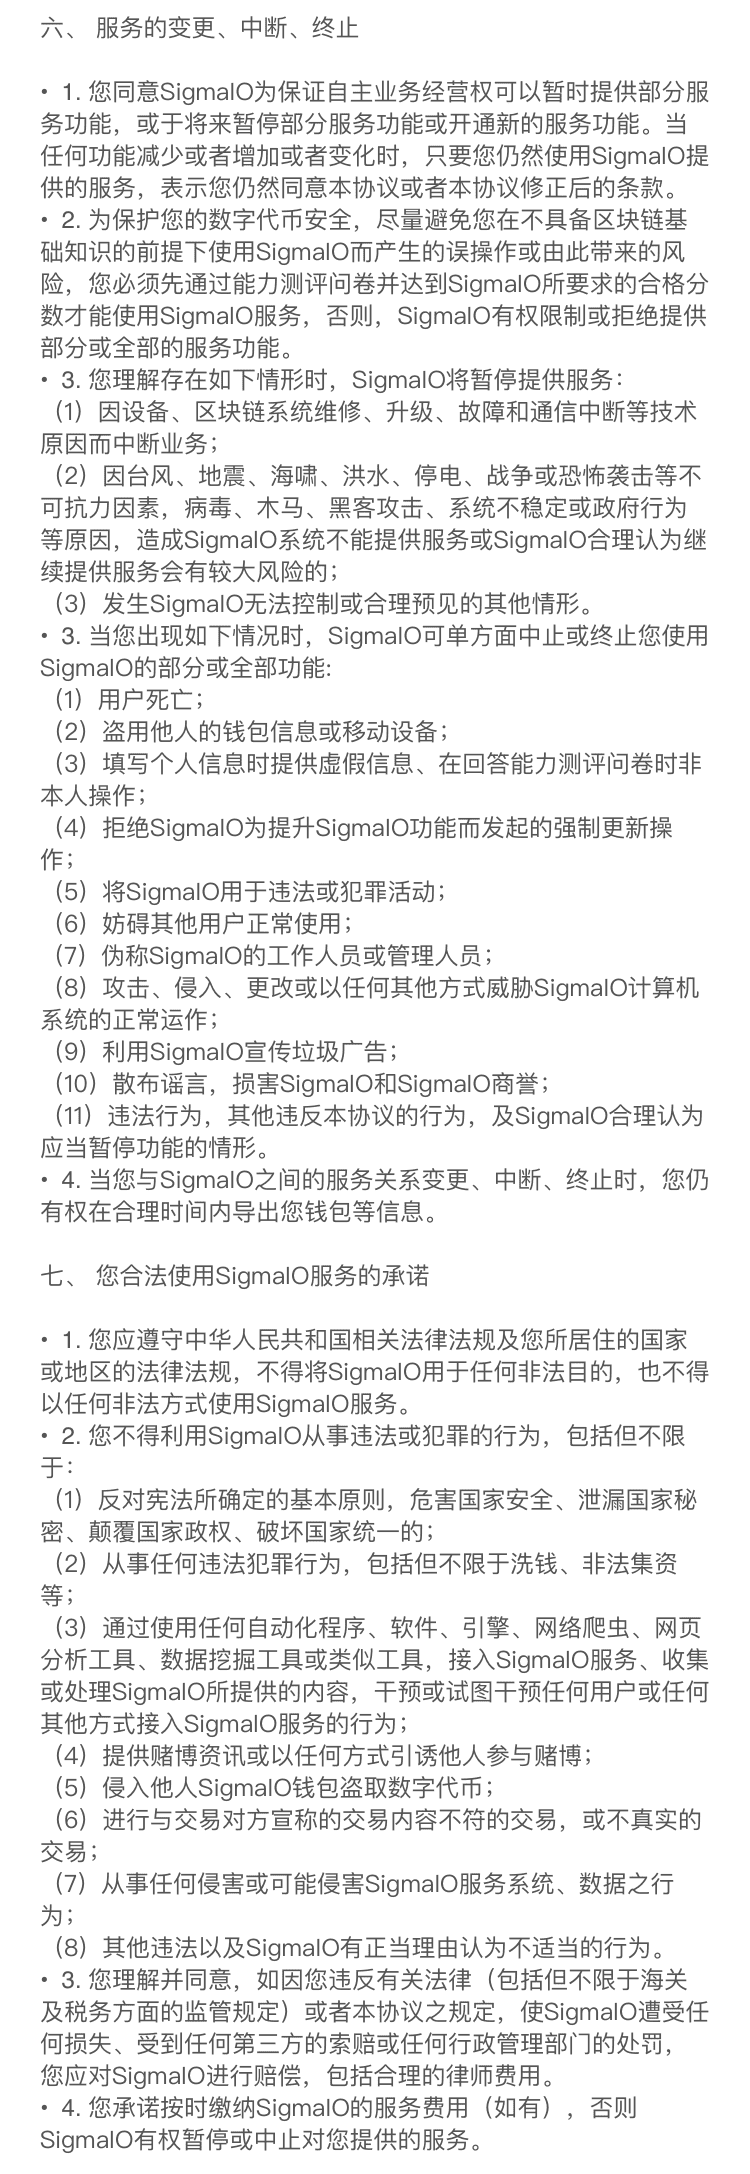 六、 服务的变更、中断、终止
• 1. 您同意SigmaIO为保证自主业务经营权可以暂时提供部分服
务功能，或于将来暂停部分服务功能或开通新的服务功能。当
任何功能减少或者增加或者变化时，只要您仍然使用SigmaIO提
供的服务，表示您仍然同意本协议或者本协议修正后的条款。
• 2. 为保护您的数字代币安全，尽量避免您在不具备区块链基
础知识的前提下使用SigmaIO而产生的误操作或由此带来的风
险，您必须先通过能力测评问卷并达到SigmaIO所要求的合格分
数才能使用SigmaIO服务，否则，SigmaIO有权限制或拒绝提供
部分或全部的服务功能。
• 3. 您理解存在如下情形时，SigmaIO将暂停提供服务：
（1）因设备、区块链系统维修、升级、故障和通信中断等技术
原因而中断业务；
（2）因台风、地震、海啸、洪水、停电、战争或恐怖袭击等不
可抗力因素，病毒、木马、黑客攻击、系统不稳定或政府行为
等原因，造成SigmaIO系统不能提供服务或SigmaIO合理认为继
续提供服务会有较大风险的；
（3）发生SigmaIO无法控制或合理预见的其他情形。
• 3. 当您出现如下情况时，SigmaIO可单方面中止或终止您使用
SigmaIO的部分或全部功能:
（1）用户死亡；
（2）盗用他人的钱包信息或移动设备；
（3）填写个人信息时提供虚假信息、在回答能力测评问卷时非
本人操作；
（4）拒绝SigmaIO为提升SigmaIO功能而发起的强制更新操
作；
（5）将SigmaIO用于违法或犯罪活动；
（6）妨碍其他用户正常使用；
（7）伪称SigmaIO的工作人员或管理人员；
（8）攻击、侵入、更改或以任何其他方式威胁SigmaIO计算机
系统的正常运作；
（9）利用SigmaIO宣传垃圾广告；
（10）散布谣言，损害SigmaIO和SigmaIO商誉；
（11）违法行为，其他违反本协议的行为，及SigmaIO合理认为
应当暂停功能的情形。
• 4. 当您与SigmaIO之间的服务关系变更、中断、终止时，您仍
有权在合理时间内导出您钱包等信息。
七、 您合法使用SigmaIO服务的承诺
• 1. 您应遵守中华人民共和国相关法律法规及您所居住的国家
或地区的法律法规，不得将SigmaIO用于任何非法目的，也不得
以任何非法方式使用SigmaIO服务。
• 2. 您不得利用SigmaIO从事违法或犯罪的行为，包括但不限
于：
（1）反对宪法所确定的基本原则，危害国家安全、泄漏国家秘
密、颠覆国家政权、破坏国家统一的；
（2）从事任何违法犯罪行为，包括但不限于洗钱、非法集资
等；
（3）通过使用任何自动化程序、软件、引擎、网络爬虫、网页
分析工具、数据挖掘工具或类似工具，接入SigmaIO服务、收集
或处理SigmaIO所提供的内容，干预或试图干预任何用户或任何
其他方式接入SigmaIO服务的行为；
（4）提供赌博资讯或以任何方式引诱他人参与赌博；
（5）侵入他人SigmaIO钱包盗取数字代币；
（6）进行与交易对方宣称的交易内容不符的交易，或不真实的
交易；
（7）从事任何侵害或可能侵害SigmaIO服务系统、数据之行
为；
（8）其他违法以及SigmaIO有正当理由认为不适当的行为。
• 3. 您理解并同意，如因您违反有关法律（包括但不限于海关
及税务方面的监管规定）或者本协议之规定，使SigmaIO遭受任
何损失、受到任何第三方的索赔或任何行政管理部门的处罚，
您应对SigmaIO进行赔偿，包括合理的律师费用。
• 4. 您承诺按时缴纳SigmaIO的服务费用（如有）, 否则
SigmaIO有权暂停或中止对您提供的服务。